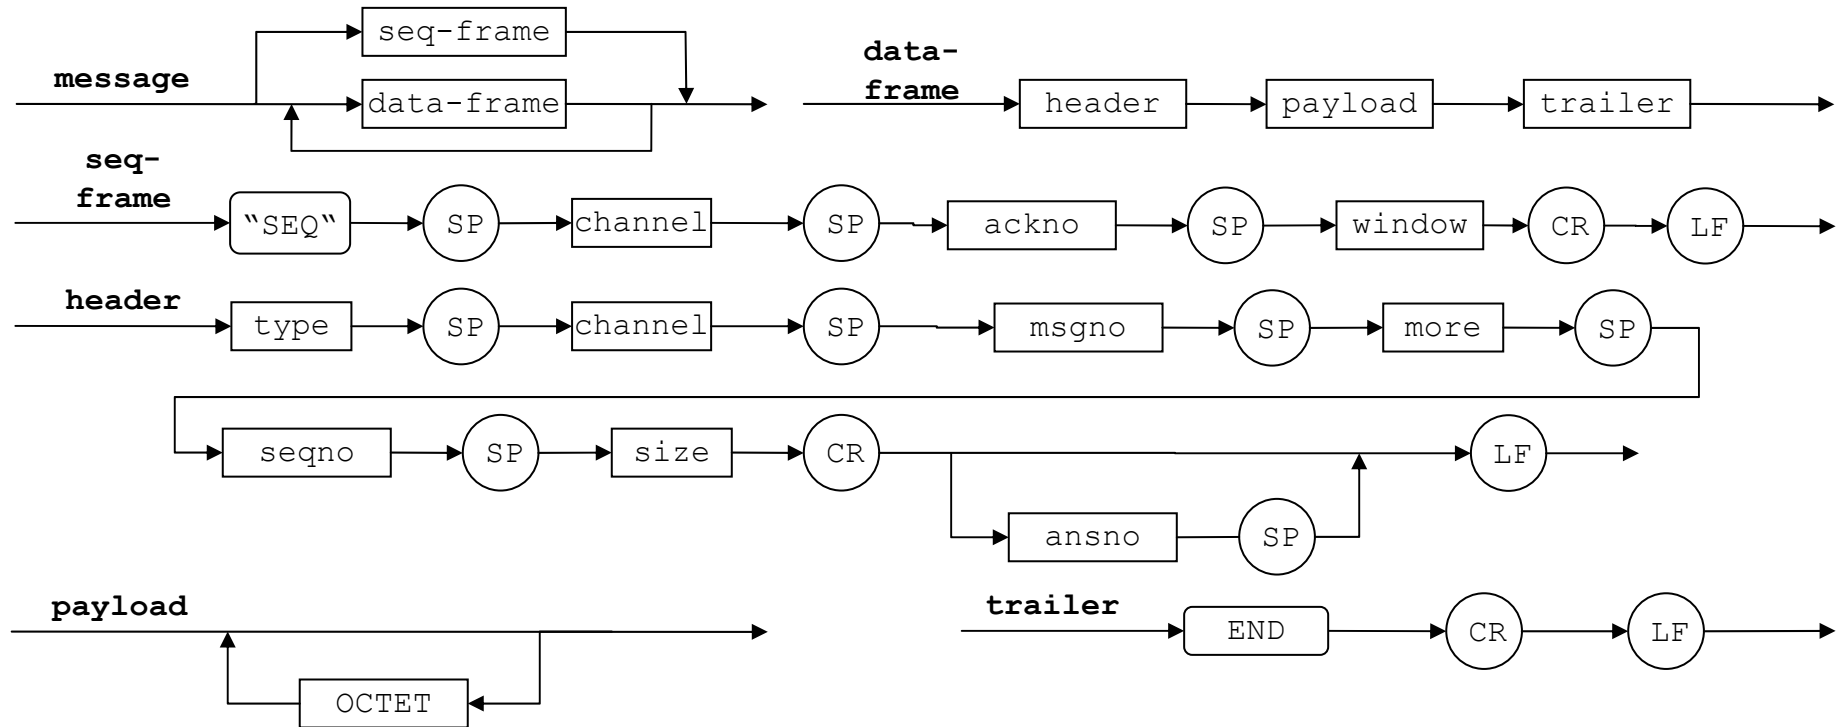 message
seq-frame
data-frame
data-
frame
header payload trailer
seq-
frame
“SEQ“ SP channel SP ackno SP window CR LF
header
type SP channel SP msgno SP more SP
seqno SP size CR LF
ansno SP
payload
OCTET
trailer
END CR LF